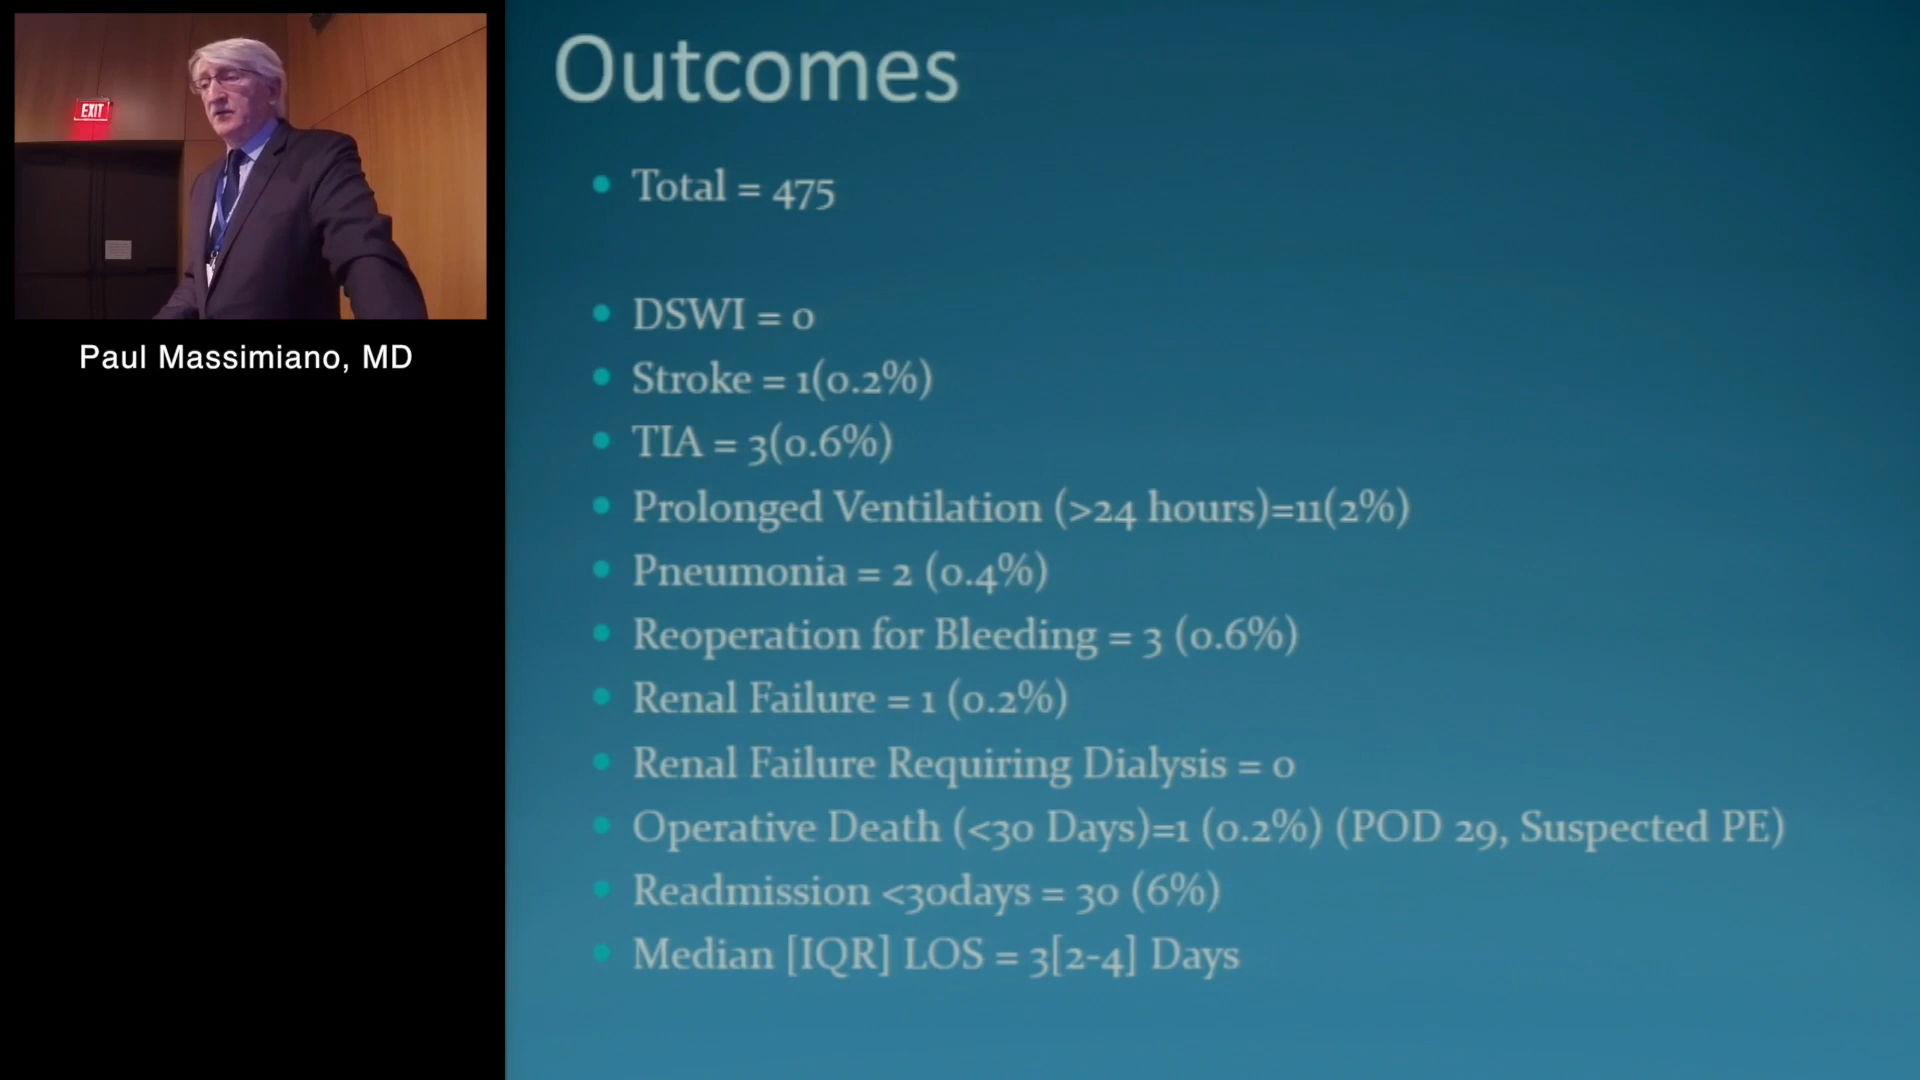 EXIT
Paul Massimiano, MD
Outcomes
• Total = 475
• DSWI = 0
• Stroke = 1(0.2%)
• TIA = 3(0.6%)
• Prolonged Ventilation (>24 hours)=11(2%)
• Pneumonia = 2 (0.4%)
• Reoperation for Bleeding = 3 (0.6%)
• Renal Failure = 1 (0.2%)
• Renal Failure Requiring Dialysis = 0
• Operative Death (<30 Days)=1 (0.2%) (POD 29, Suspected PE)
• Readmission <30days = 30 (6%)
• Median [IQR] LOS = 3[2-4] Days